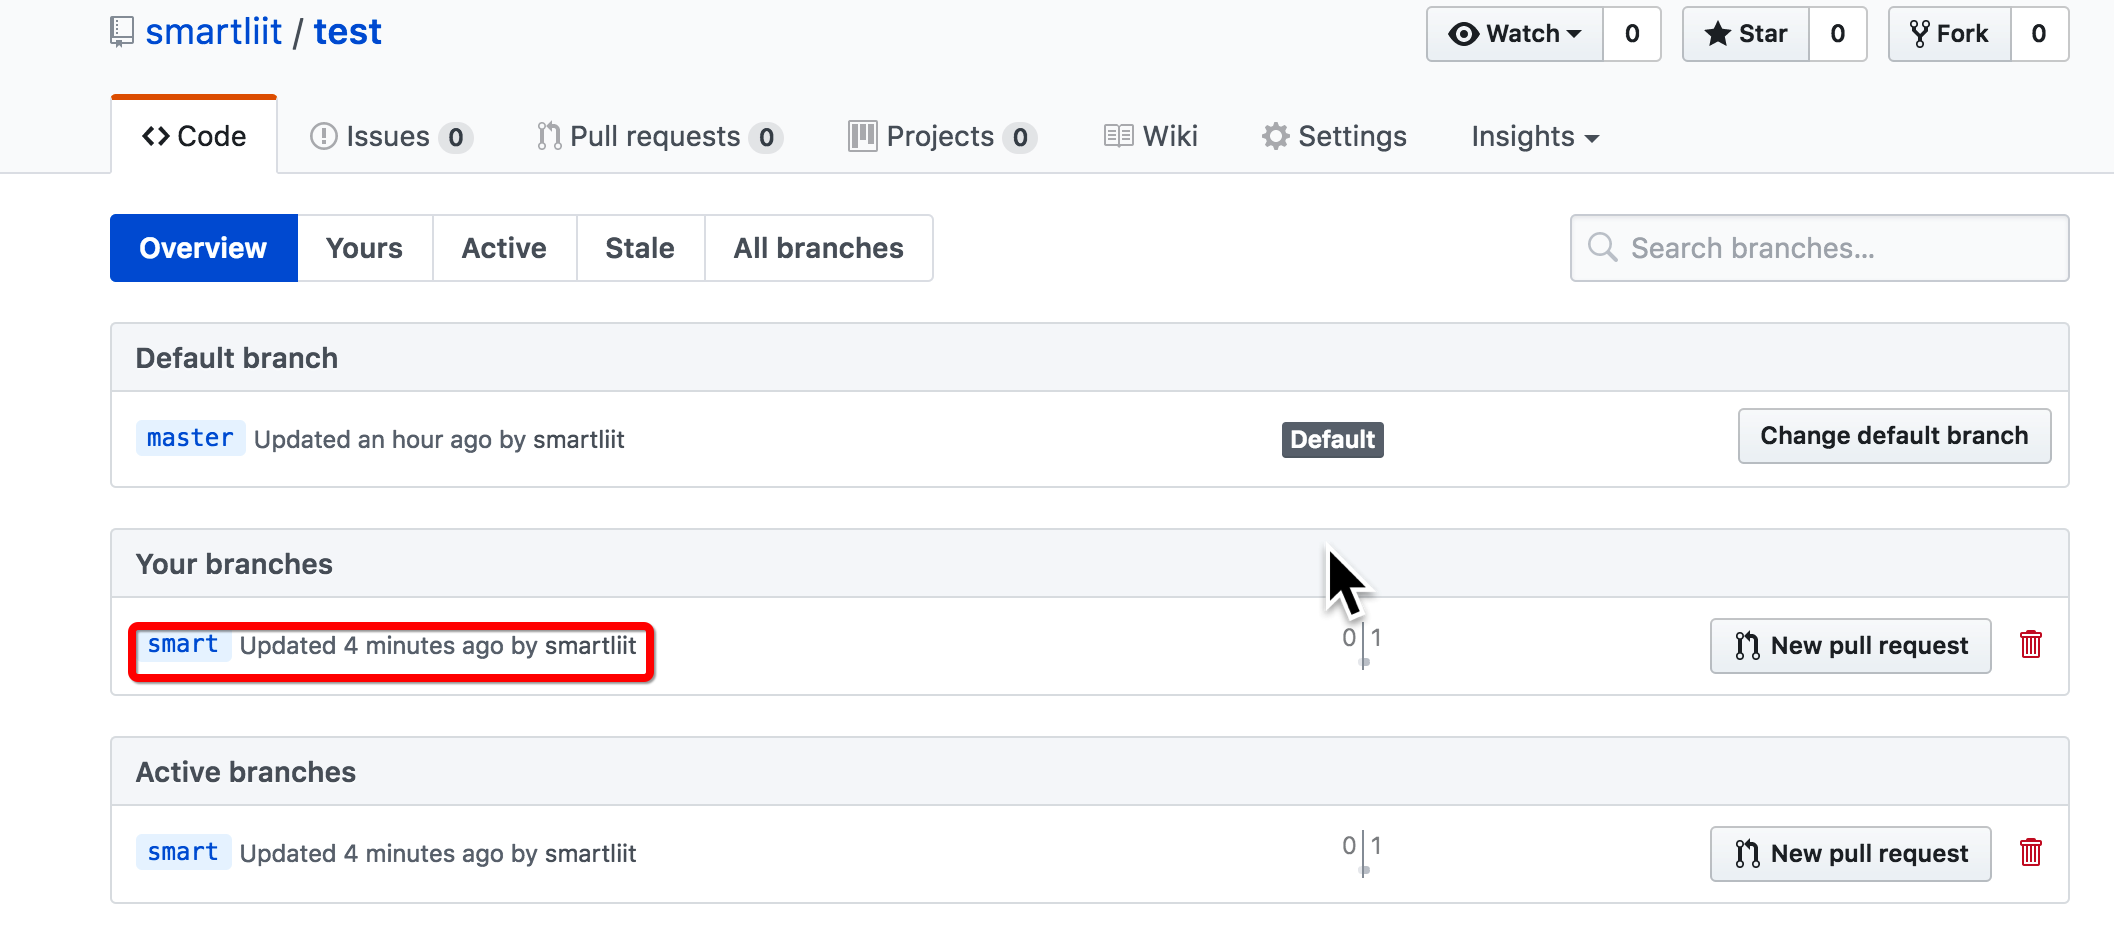 smartliit / test
Watch 0 Star 0 Fork 0
Code Issues 0 Pull requests 0 Projects 0 Wiki Settings Insights
Overview Yours Active Stale All branches Search branches...
Default branch
master Updated an hour ago by smartliit Default Change default branch
Your branches
smart Updated 4 minutes ago by smartliit 0 1 New pull request
Active branches
smart Updated 4 minutes ago by smartliit 0 1 New pull request